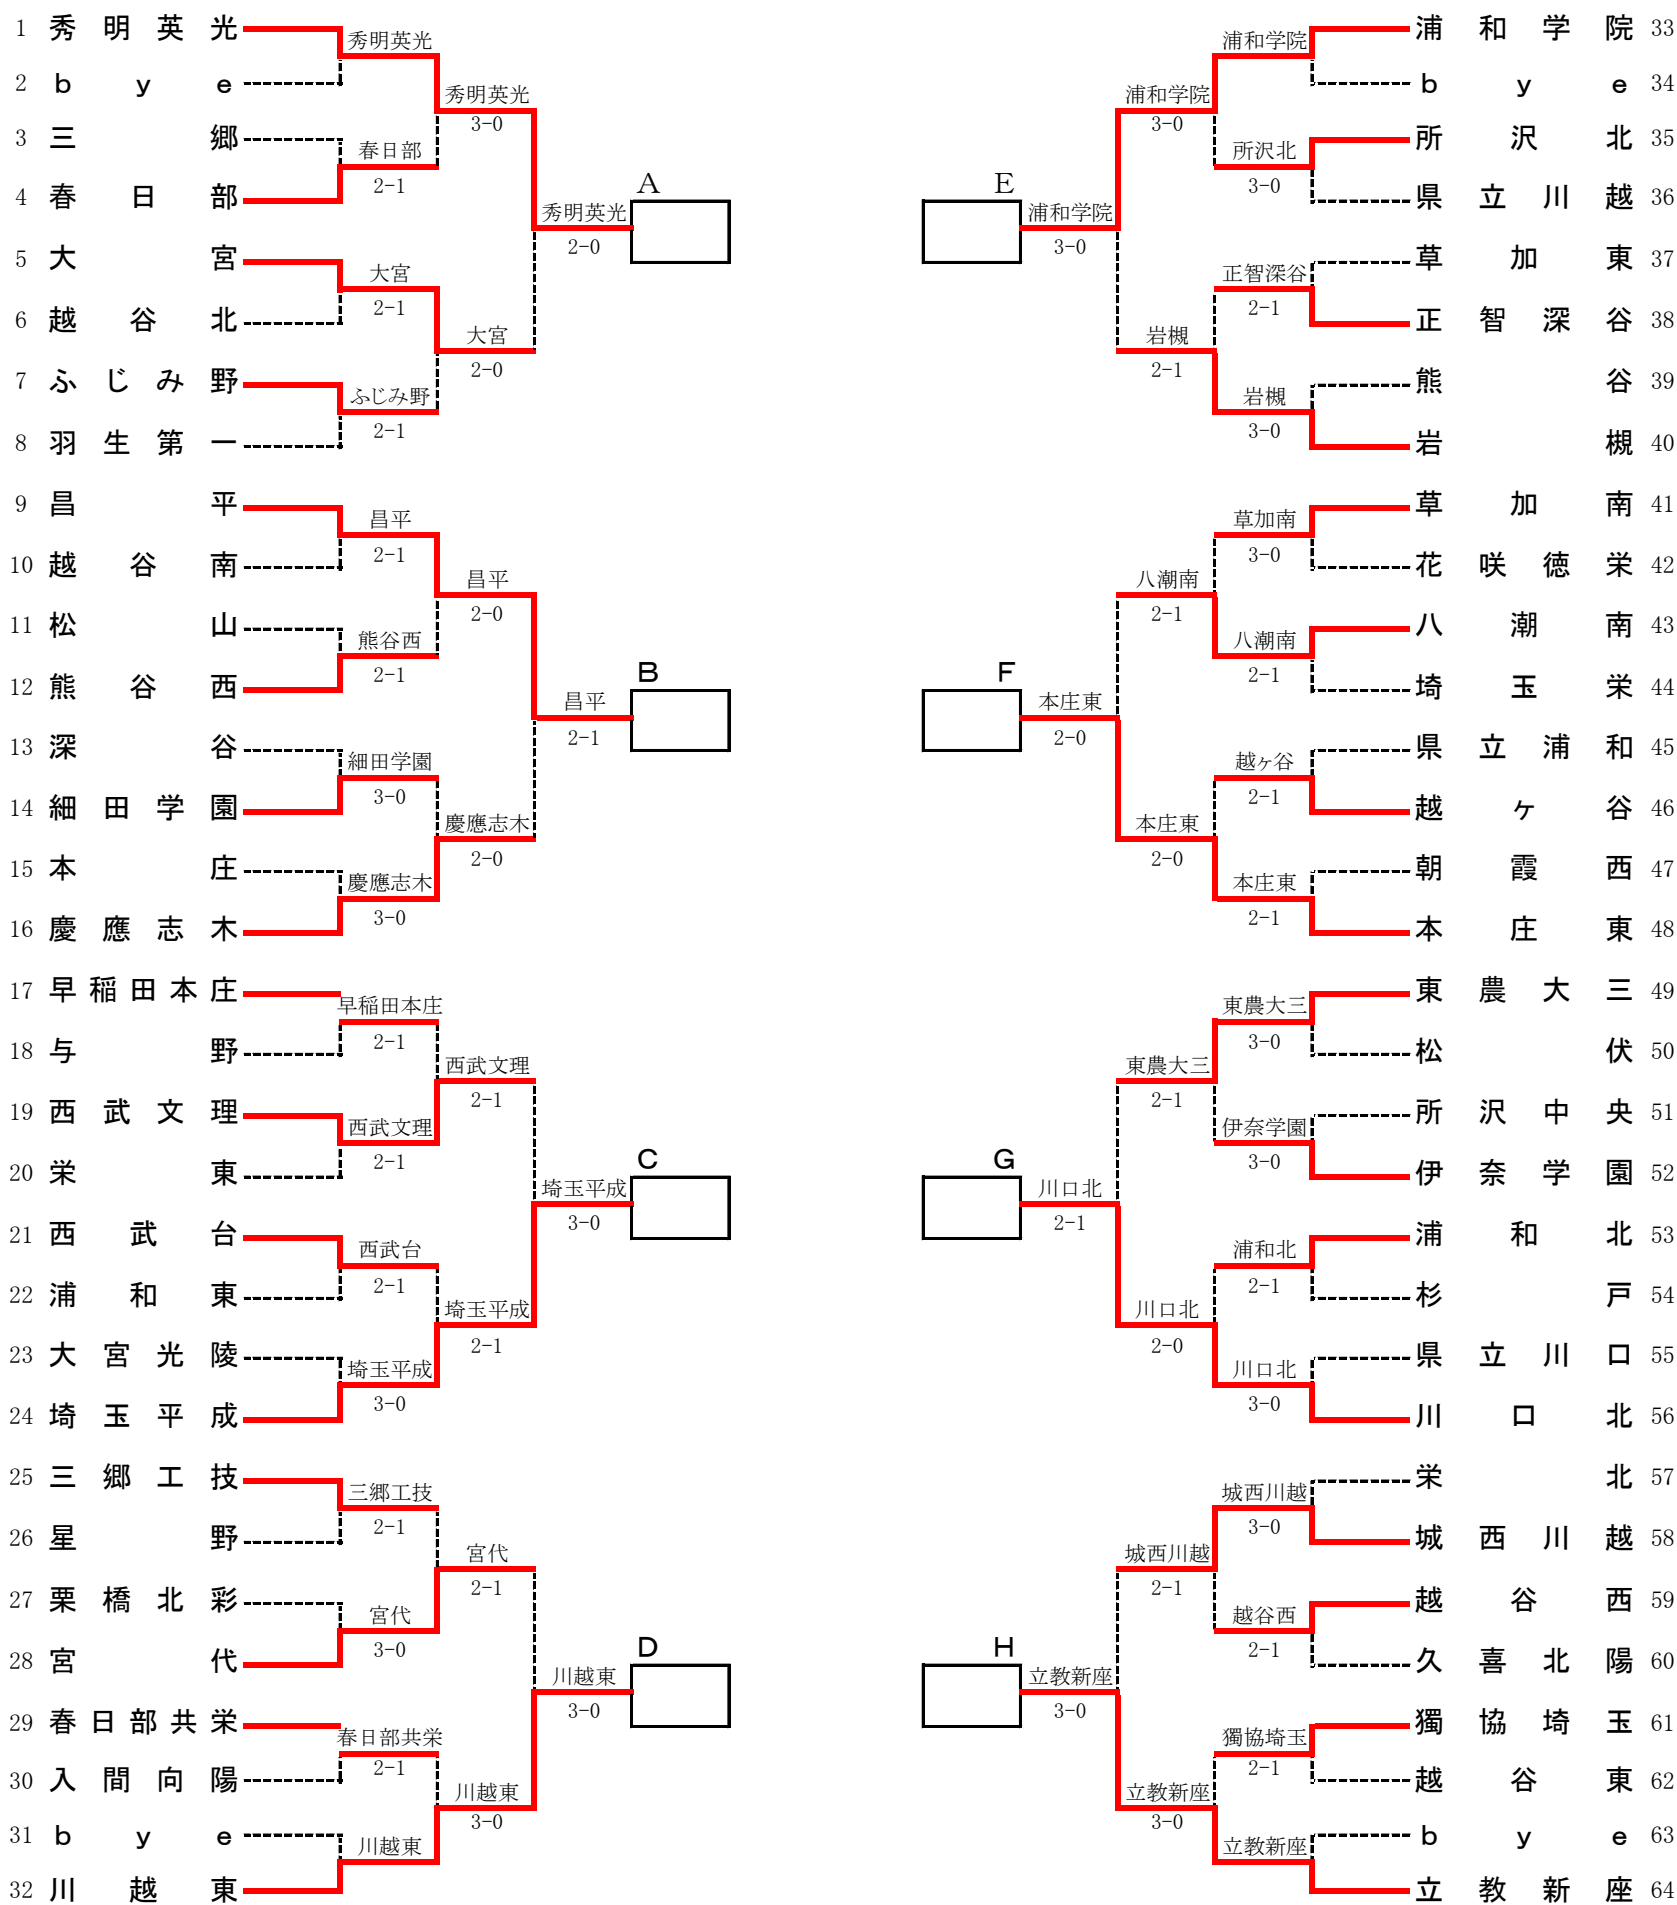 1 秀明英光
2 bye
3 三郷
4 春日部
5 大宮
6 越谷北
7 ふじみ野
8 羽生第一
9 昌平
10 越谷南
11 松山
12 熊谷西
13 深谷
14 細田学園
15 本庄
16 慶應志木
17 早稲田本庄
18 与野
19 西武文理
20 栄東
21 西武台
22 浦和東
23 大宮光陵
24 埼玉平成
25 三郷工技
26 星野
27 栗橋北彩
28 宮代
29 春日部共栄
30 入間向陽
31 bye
32 川越東
秀明英光
春日部
2-1
大宮
2-1
ふじみ野
2-1
昌平
2-1
熊谷西
2-1
細田学園
3-0
慶應志木
3-0
早稲田本庄
2-1
西武文理
2-1
西武台
2-1
埼玉平成
3-0
三郷工技
2-1
宮代
3-0
春日部共栄
2-1
川越東
秀明英光
3-0
大宮
2-0
昌平
2-0
慶應志木
2-0
西武文理
2-1
埼玉平成
2-1
宮代
2-1
川越東
3-0
秀明英光
2-0
昌平
2-1
埼玉平成
3-0
川越東
3-0
A
B
C
D
E
F
G
H
浦和学院
3-0
本庄東
2-0
川口北
2-1
立教新座
3-0
浦和学院
3-0
岩槻
2-1
八潮南
2-1
本庄東
2-0
東農大三
2-1
川口北
2-0
城西川越
2-1
立教新座
3-0
浦和学院
所沢北
3-0
正智深谷
2-1
岩槻
3-0
草加南
3-0
八潮南
2-1
越ヶ谷
2-1
本庄東
2-1
東農大三
3-0
伊奈学園
3-0
浦和北
2-1
川口北
3-0
城西川越
3-0
越谷西
2-1
獨協埼玉
2-1
立教新座
浦和学院 33
bye 34
所沢北 35
県立川越 36
草加東 37
正智深谷 38
熊谷 39
岩槻 40
草加南 41
花咲徳栄 42
八潮南 43
埼玉栄 44
県立浦和 45
越ヶ谷 46
朝霞西 47
本庄東 48
東農大三 49
松伏 50
所沢中央 51
伊奈学園 52
浦和北 53
杉戸 54
県立川口 55
川口北 56
栄北 57
城西川越 58
越谷西 59
久喜北陽 60
獨協埼玉 61
越谷東 62
bye 63
立教新座 64